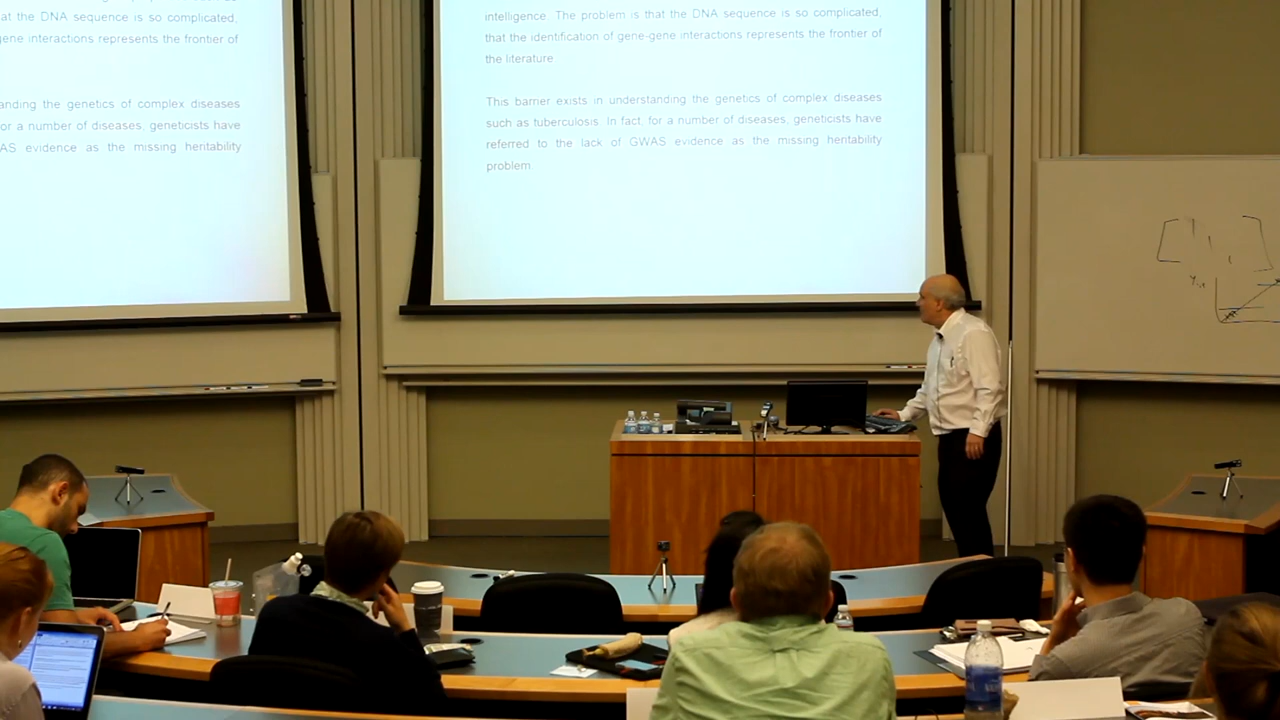 at the DNA sequence is so complicated,
ene interactions represents the frontier of
anding the genetics of complex diseases
or a number of diseases, geneticists have
AS evidence as the missing heritability
intelligence. The problem is that the DNA sequence is so complicated,
that the identification of gene-gene interactions represents the frontier of
the literature.
This barrier exists in understanding the genetics of complex diseases
such as tuberculosis. In fact, for a number of diseases, geneticists have
referred to the lack of GWAS evidence as the missing heritability
problem.